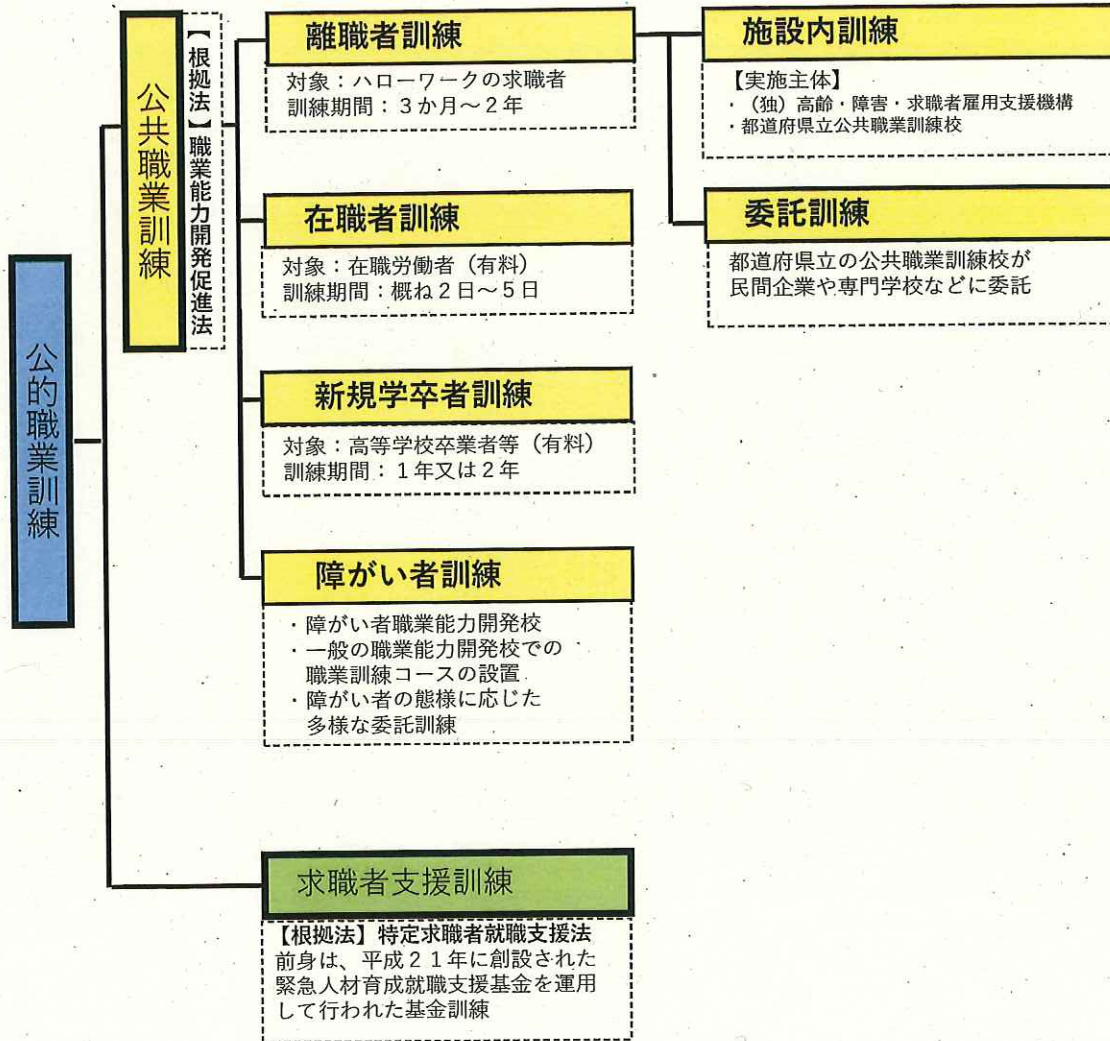 公的職業訓練
公共職業訓練
【根拠法】職業能力開発促進法
離職者訓練
対象：ハローワークの求職者
訓練期間：３か月～２年
施設内訓練
【実施主体】
・（独）高齢・障害・求職者雇用支援機構
・都道府県立公共職業訓練校
委託訓練
都道府県立の公共職業訓練校が
民間企業や専門学校などに委託
在職者訓練
対象：在職労働者（有料）
訓練期間：概ね２日～５日
新規学卒者訓練
対象：高等学校卒業者等（有料）
訓練期間：１年又は２年
障がい者訓練
・障がい者職業能力開発校
・一般の職業能力開発校での
職業訓練コースの設置
・障がい者の態様に応じた
多様な委託訓練
求職者支援訓練
【根拠法】特定求職者就職支援法
前身は、平成２１年に創設された
緊急人材育成就職支援基金を運用
して行われた基金訓練